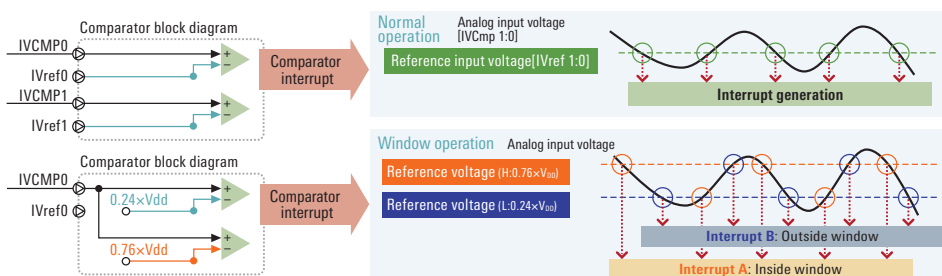 Comparator block diagram
IVCMP0
+
−
IVref0
IVCMP1
+
−
IVref1
Comparator
interrupt
Normal
operation
Analog input voltage
[IVCmp 1:0]
Reference input voltage[IVref 1:0]
Interrupt generation
Comparator block diagram
IVCMP0
0.24×Vdd
+
−
IVref0
0.76×Vdd
+
−
Comparator
interrupt
Window operation
Analog input voltage
Reference voltage (H:0.76×VDD)
Reference voltage (L:0.24×VDD)
Interrupt B: Outside window
Interrupt A: Inside window